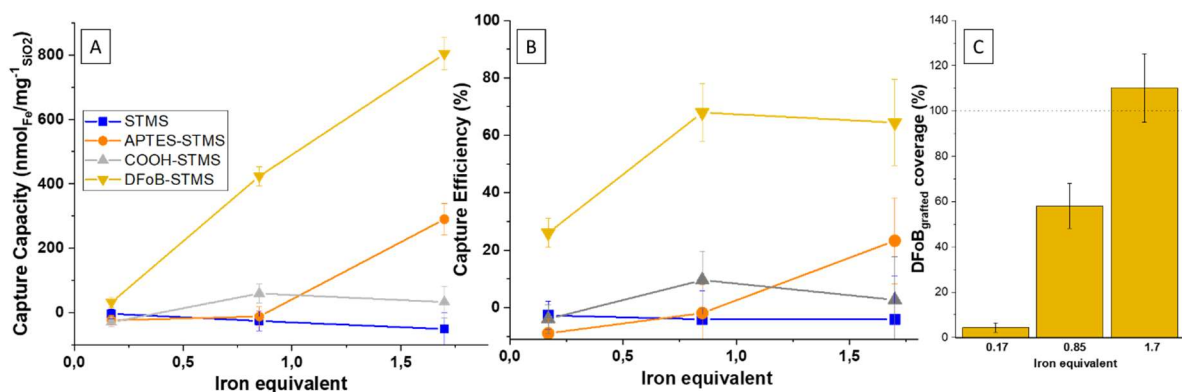 A
Capture Capacity (nmol_Fe/mg⁻¹_SiO2)
800
600
400
200
0
STMS
APTES-STMS
COOH-STMS
DFoB-STMS
0,0 0,5 1,0 1,5
Iron equivalent
B
Capture Efficiency (%)
100
80
60
40
20
0
0,0 0,5 1,0 1,5
Iron equivalent
C
DFoB_grafted coverage (%)
140
120
100
80
60
40
20
0
0.17 0.85 1.7
Iron equivalent